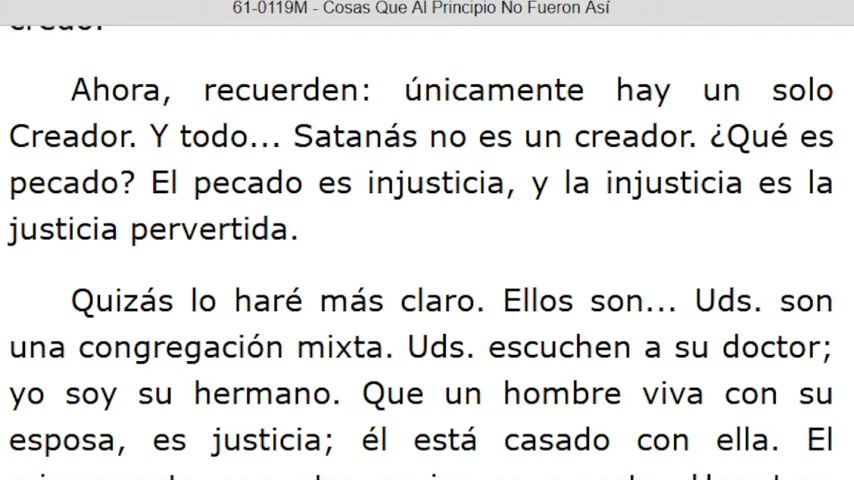 61-0119M - Cosas Que Al Principio No Fueron Así
credo.
Ahora, recuerden: únicamente hay un solo
Creador. Y todo... Satanás no es un creador. ¿Qué es
pecado? El pecado es injusticia, y la injusticia es la
justicia pervertida.
Quizás lo haré más claro. Ellos son... Uds. son
una congregación mixta. Uds. escuchen a su doctor;
yo soy su hermano. Que un hombre viva con su
esposa, es justicia; él está casado con ella. El